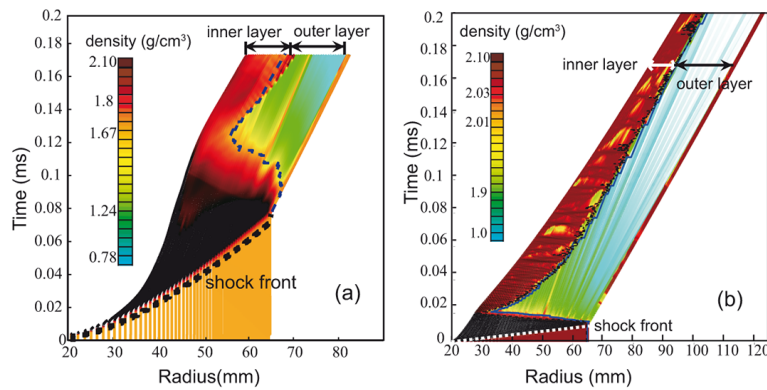 0.2
0.18
0.16
0.14
0.12
0.1
0.08
0.06
0.04
0.02
0
Time (ms)
density (g/cm³)
2.10
1.8
1.67
1.24
0.78
inner layer
outer layer
shock front
(a)
20 30 40 50 60 70 80
Radius(mm)
0.2
0.18
0.16
0.14
0.12
0.1
0.08
0.06
0.04
0.02
0
Time (ms)
density (g/cm³)
2.10
2.03
2.01
1.9
1.0
inner layer
outer layer
shock front
(b)
20 30 40 50 60 70 80 90 100 110 120
Radius (mm)